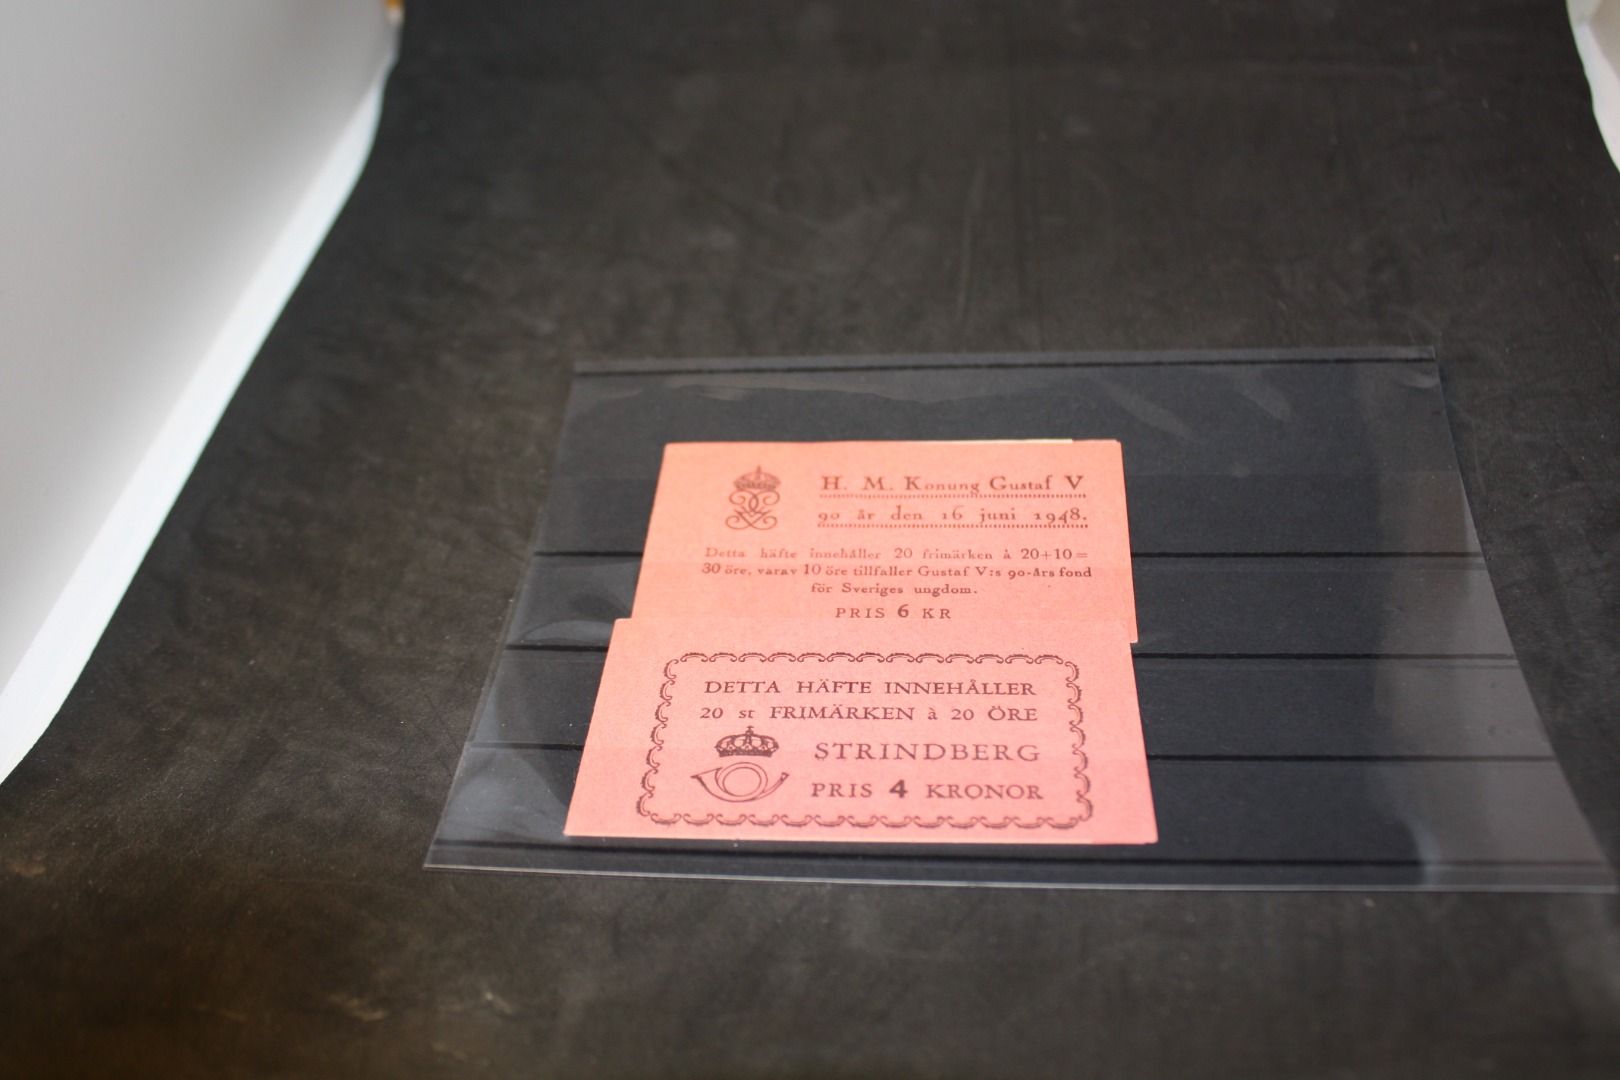 H. M. Konung Gustaf V
90 år den 16 juni 1948.
Detta häfte innehåller 20 frimärken à 20+10=
30 öre, varav 10 öre tillfaller Gustaf V:s 90-års fond
för Sveriges ungdom.
PRIS 6 KR
DETTA HÄFTE INNEHÅLLER
20 st FRIMÄRKEN à 20 ÖRE
STRINDBERG
PRIS 4 KRONOR